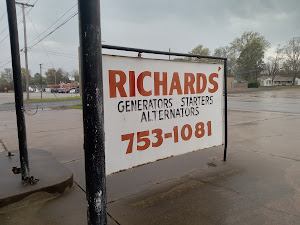 RICHARDS
GENERATORS STARTERS
ALTERNATORS
753-1081